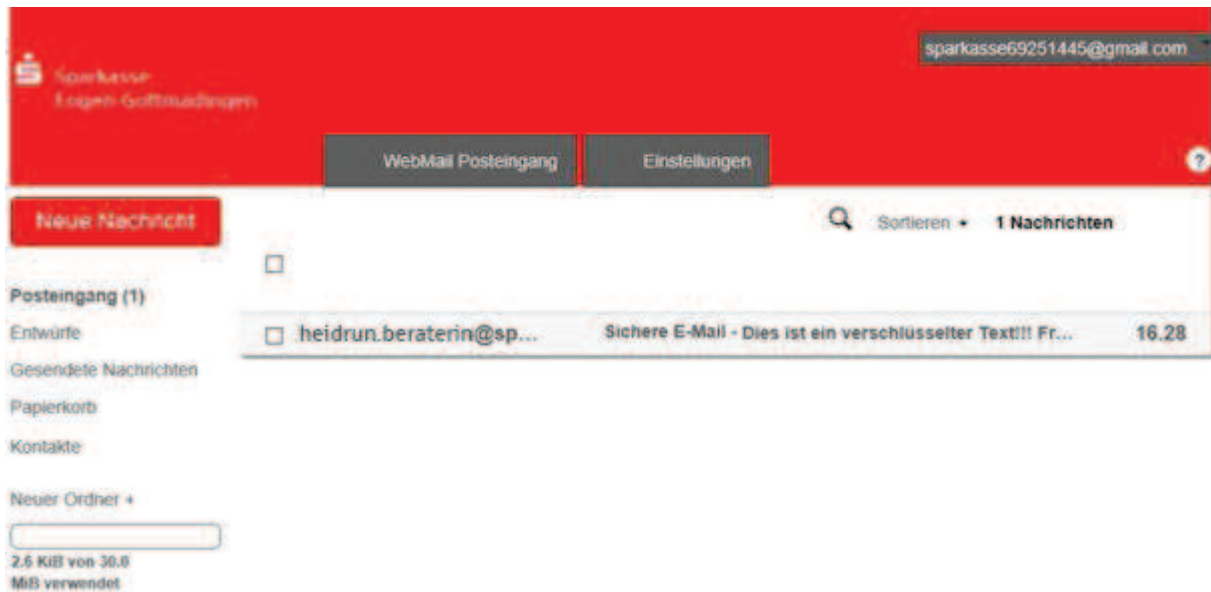 sparkasse69251445@gmail.com
Sparkasse
Engen-Gottmadingen
WebMail Posteingang
Einstellungen
?
Neue Nachricht
Sortieren
1 Nachrichten
Posteingang (1)
Entwürfe
heidrun.beraterin@sp... Sichere E-Mail - Dies ist ein verschlüsselter Text!!! Fr... 16.28
Gesendete Nachrichten
Papierkorb
Kontakte
Neuer Ordner +
2.6 KiB von 30.0
MiB verwendet